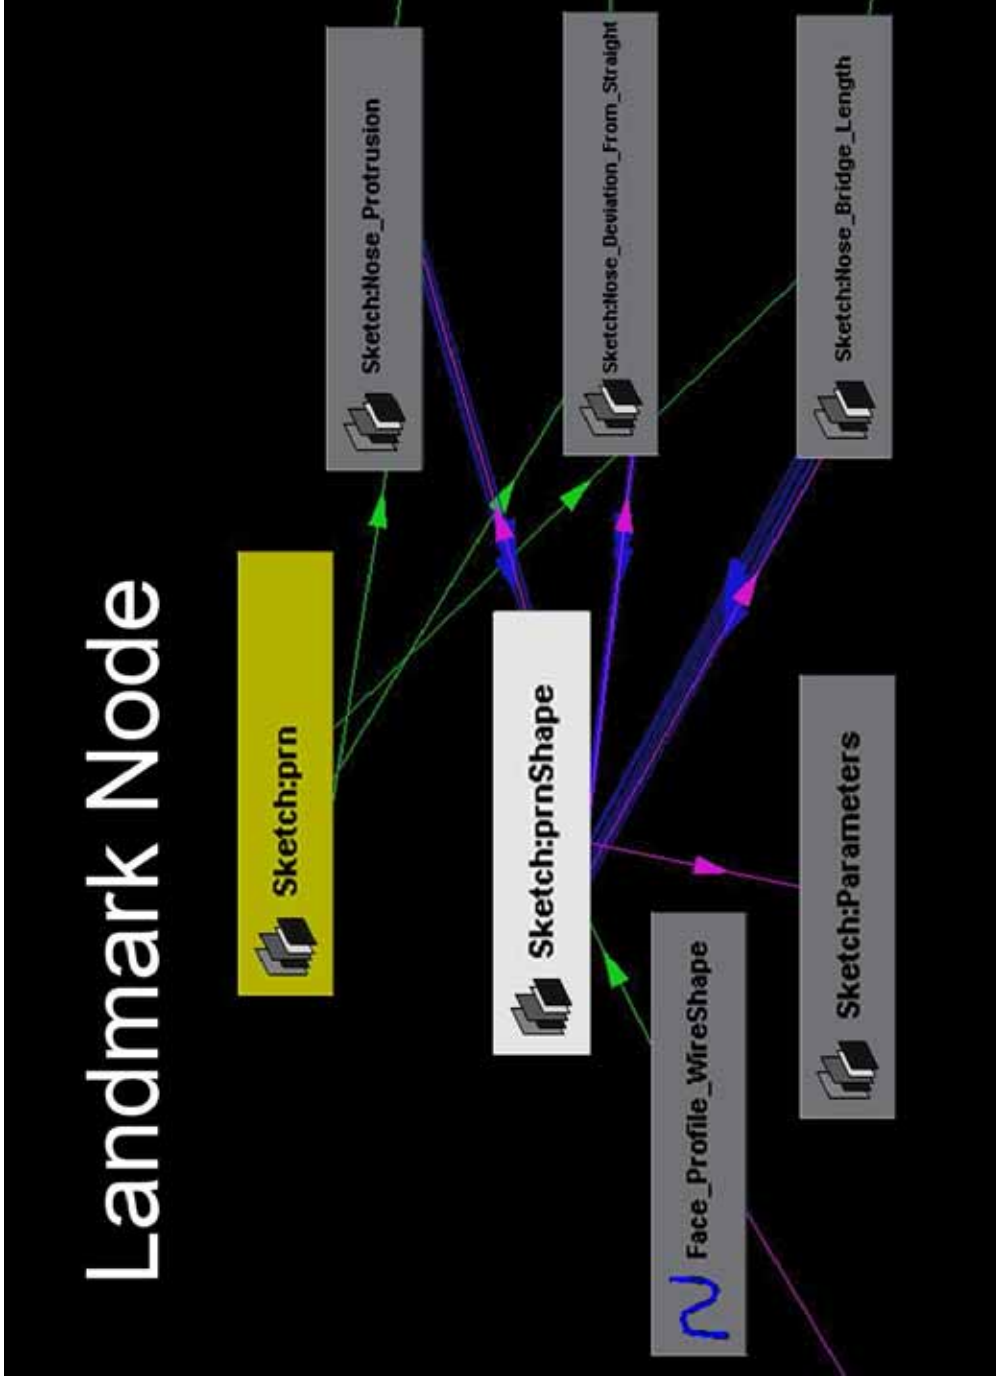 Landmark Node
Sketch:prn
Sketch:Nose_Protrusion
Sketch:prnShape
Sketch:Nose_Deviation_From_Straight
Face_Profile_WireShape
Sketch:Parameters
Sketch:Nose_Bridge_Length